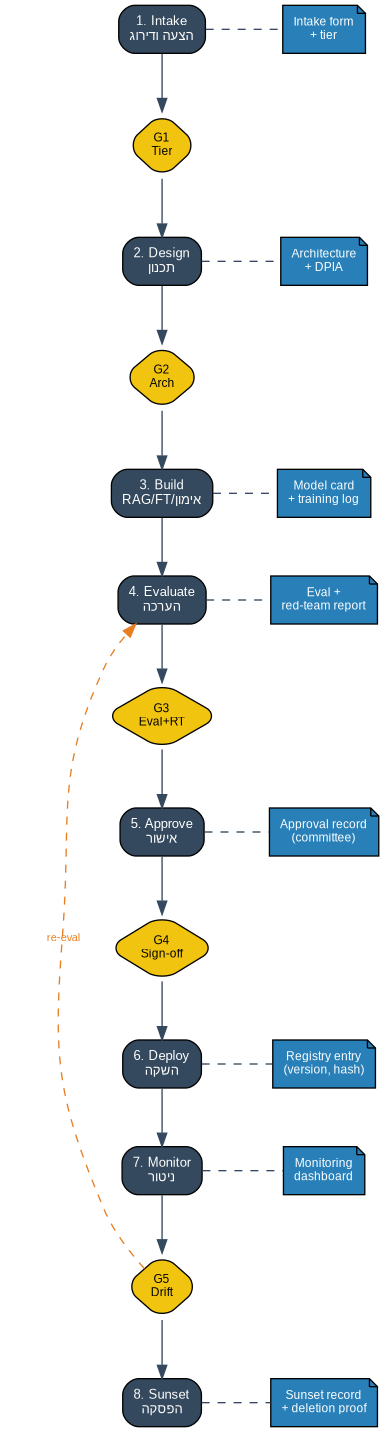 1. Intake
הצעה ודירוג
Intake form
+ tier
G1
Tier
2. Design
תכנון
Architecture
+ DPIA
G2
Arch
3. Build
RAG/FT/אימון
Model card
+ training log
4. Evaluate
הערכה
Eval +
red-team report
G3
Eval+RT
5. Approve
אישור
Approval record
(committee)
re-eval
G4
Sign-off
6. Deploy
השקה
Registry entry
(version, hash)
7. Monitor
ניטור
Monitoring
dashboard
G5
Drift
8. Sunset
הפסקה
Sunset record
+ deletion proof